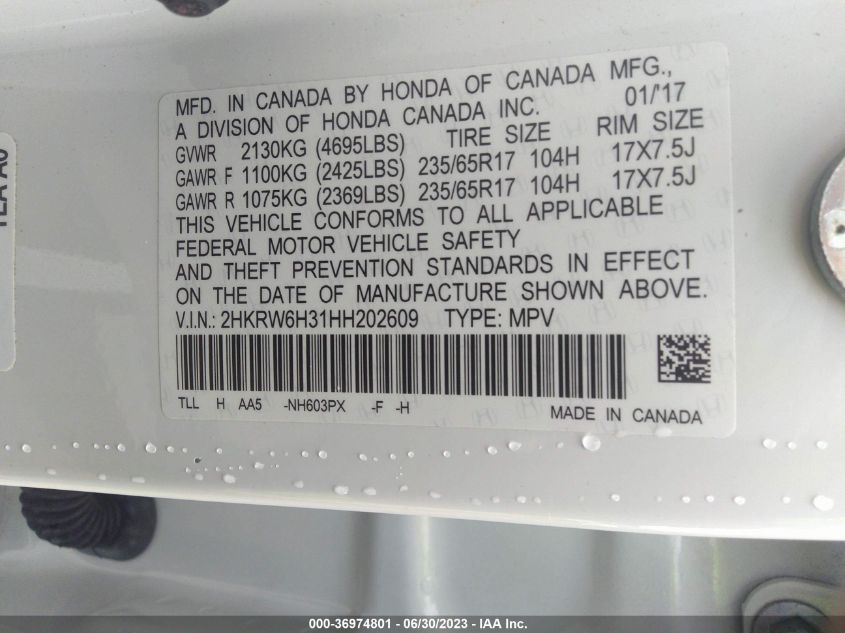 MFD. IN CANADA BY HONDA OF CANADA MFG.,
A DIVISION OF HONDA CANADA INC. 01/'17
GVWR 2130KG (4695LBS) TIRE SIZE RIM SIZE
GAWR F 1100KG (2425LBS) 235/65R17 104H 17X7.5J
GAWR R 1075KG (2369LBS) 235/65R17 104H 17X7.5J
THIS VEHICLE CONFORMS TO ALL APPLICABLE
FEDERAL MOTOR VEHICLE SAFETY
AND THEFT PREVENTION STANDARDS IN EFFECT
ON THE DATE OF MANUFACTURE SHOWN ABOVE.
V.I.N.: 2HKRW6H31HH202609 TYPE: MPV
TLL H AA5 -NH603PX -F -H
MADE IN CANADA
000-36974801 - 06/30/2023 - IAA Inc.